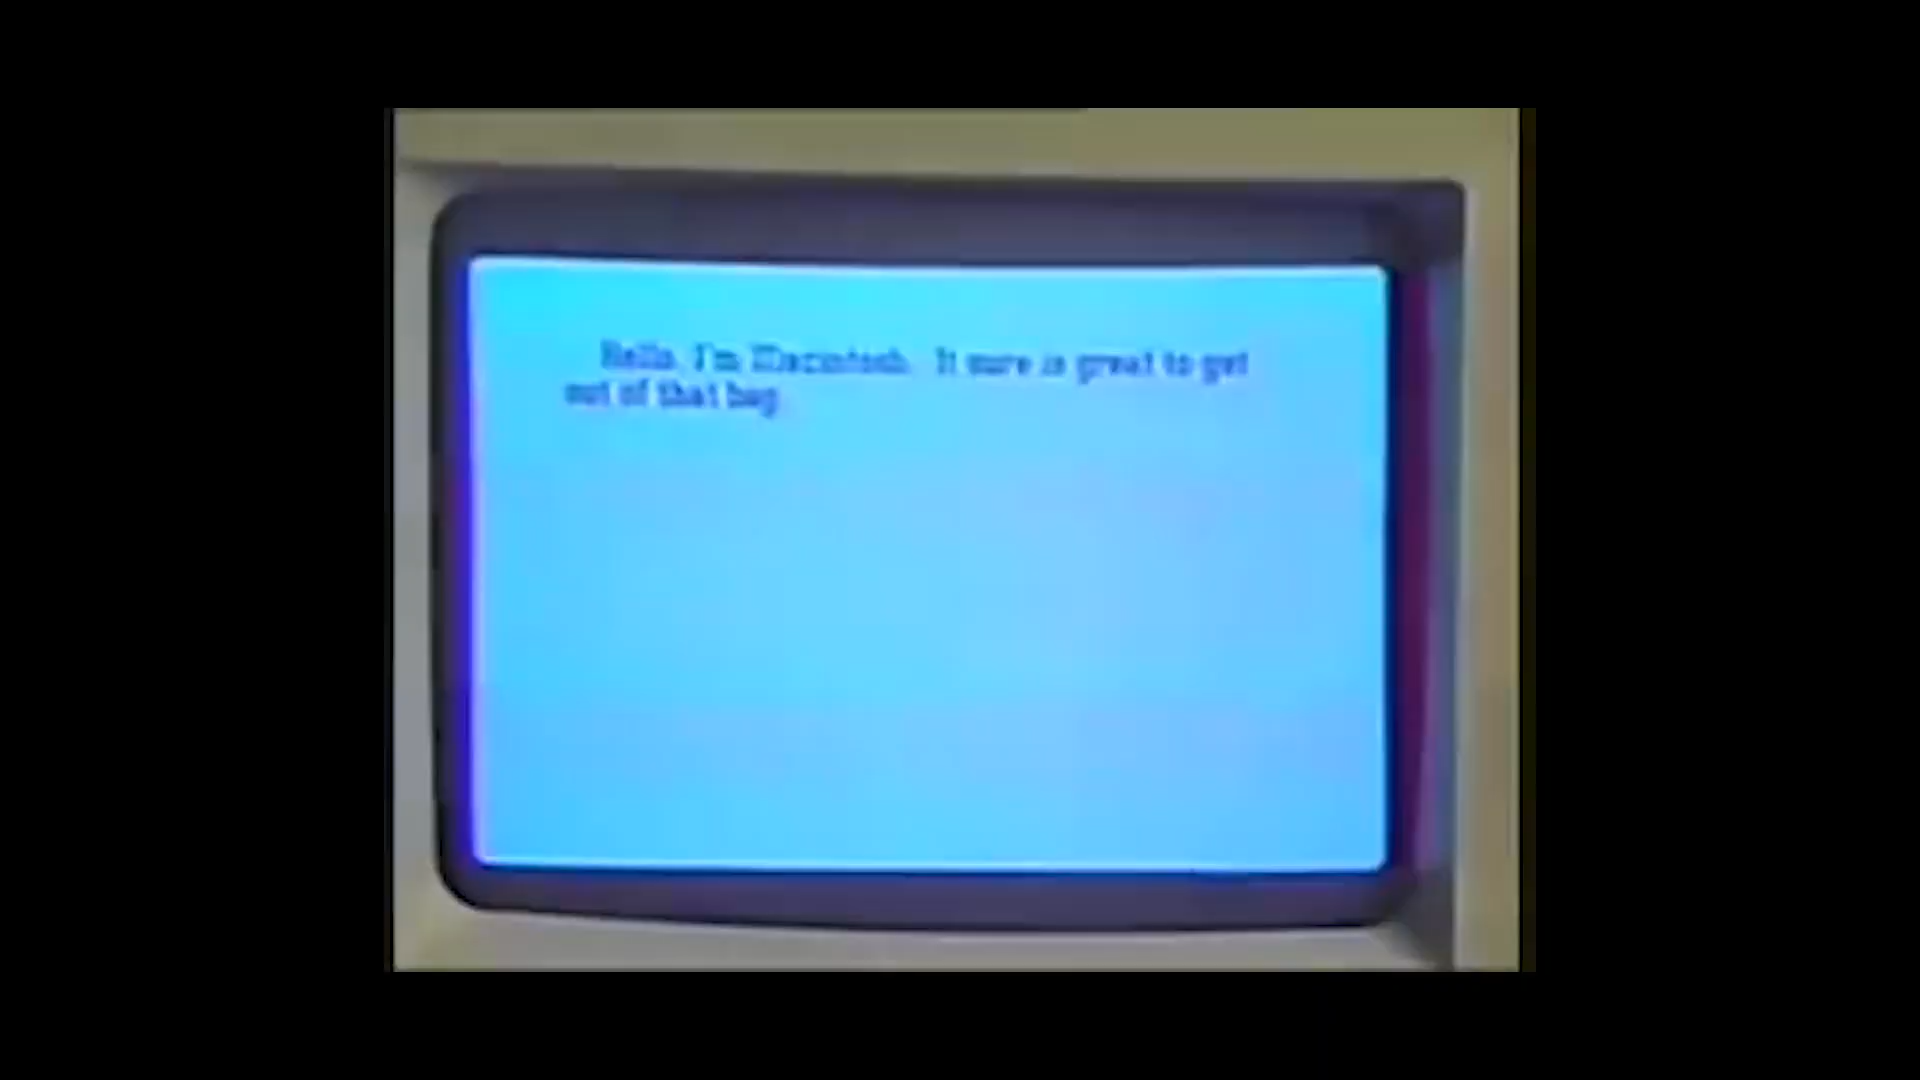 Hello, I'm Macintosh. It sure is great to get
out of that bag